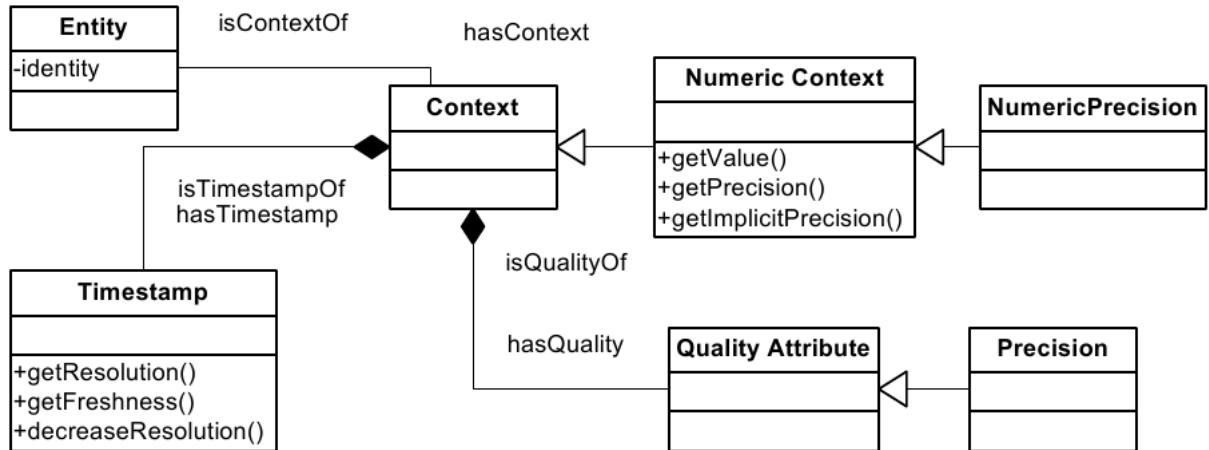 Entity
-identity
isContextOf
hasContext
Context
Numeric Context
+getValue()
+getPrecision()
+getImplicitPrecision()
NumericPrecision
isTimestampOf
hasTimestamp
isQualityOf
hasQuality
Timestamp
+getResolution()
+getFreshness()
+decreaseResolution()
Quality Attribute
Precision